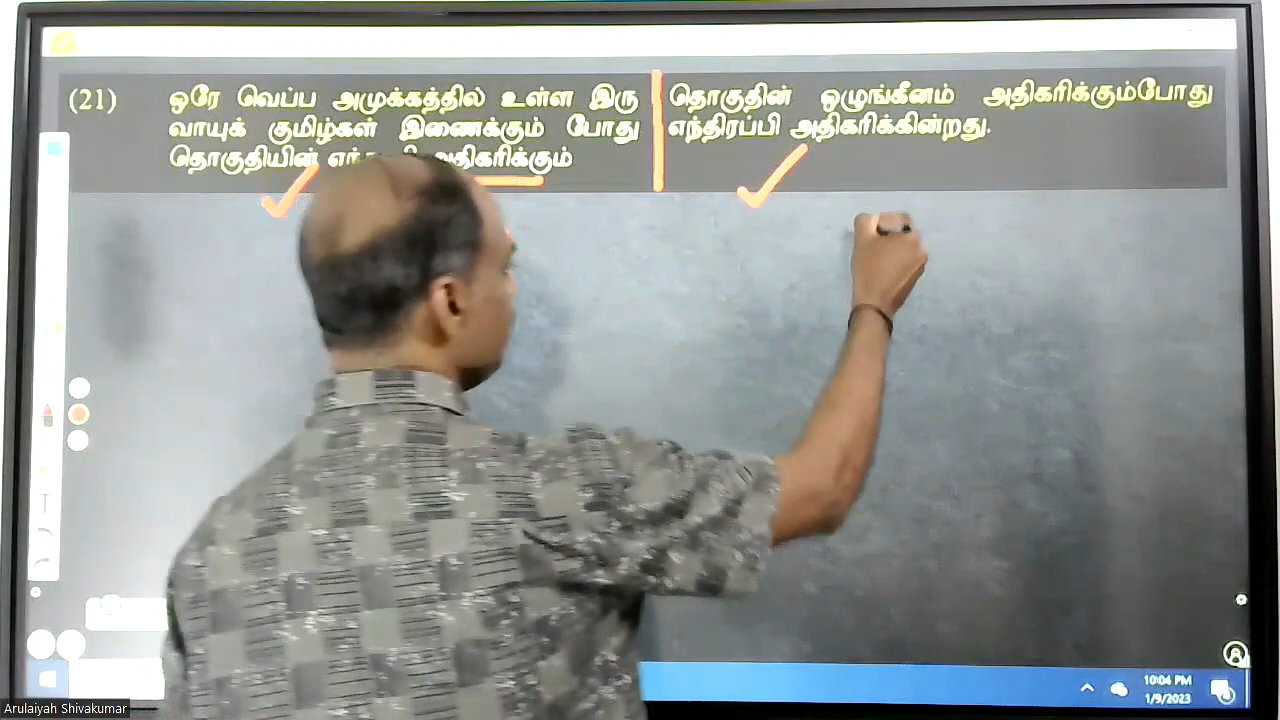 (21)
ஒரே வெப்ப அமுக்கத்தில் உள்ள இரு
வாயுக் குமிழ்கள் இணைக்கும் போது
தொகுதியின் அதிகரிக்கும்
தொகுதின் ஒழுங்கீனம் அதிகரிக்கும்போது
எந்திரப்பி அதிகரிக்கின்றது.
10:04 PM
1/9/2023
Arulaiyah Shivakumar